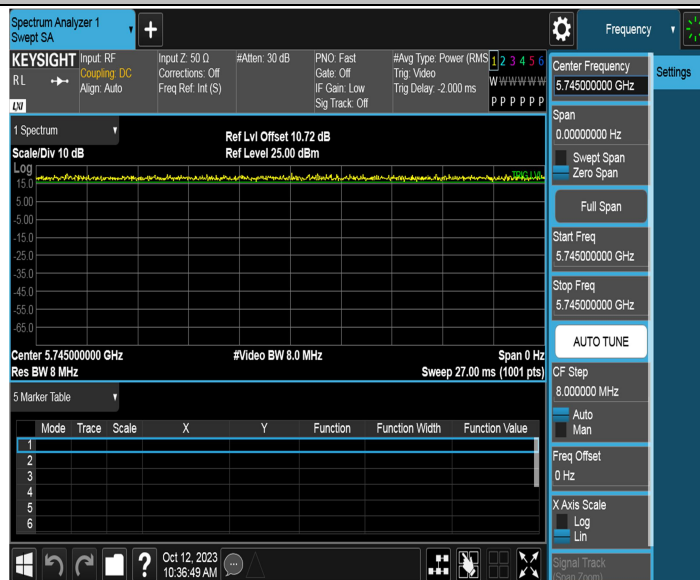 Spectrum Analyzer 1
Swept SA
+
Frequency
KEYSIGHT Input: RF Input Z: 50 Ω #Atten: 30 dB PNO: Fast #Avg Type: Power (RMS 1 2 3 4 5 6
RL Coupling: DC Corrections: Off Gate: Off Trig: Video W W W W W W
Align: Auto Freq Ref: Int (S) IF Gain: Low Trig Delay: -2.000 ms
LXI Sig Track: Off P P P P P P
Center Frequency
5.745000000 GHz
Settings
Span
0.00000000 Hz
Swept Span
Zero Span
Full Span
Start Freq
5.745000000 GHz
Stop Freq
5.745000000 GHz
AUTO TUNE
CF Step
8.000000 MHz
Auto
Man
Freq Offset
0 Hz
X Axis Scale
Log
Lin
Signal Track
(Span Zoom)
1 Spectrum
Ref Lvl Offset 10.72 dB
Scale/Div 10 dB Ref Level 25.00 dBm
Log
TRIG LVL
15.0
5.00
-5.00
-15.0
-25.0
-35.0
-45.0
-55.0
-65.0
Center 5.745000000 GHz #Video BW 8.0 MHz Span 0 Hz
Res BW 8 MHz Sweep 27.00 ms (1001 pts)
5 Marker Table
Mode Trace Scale X Y Function Function Width Function Value
1
2
3
4
5
6
? Oct 12, 2023
10:36:49 AM